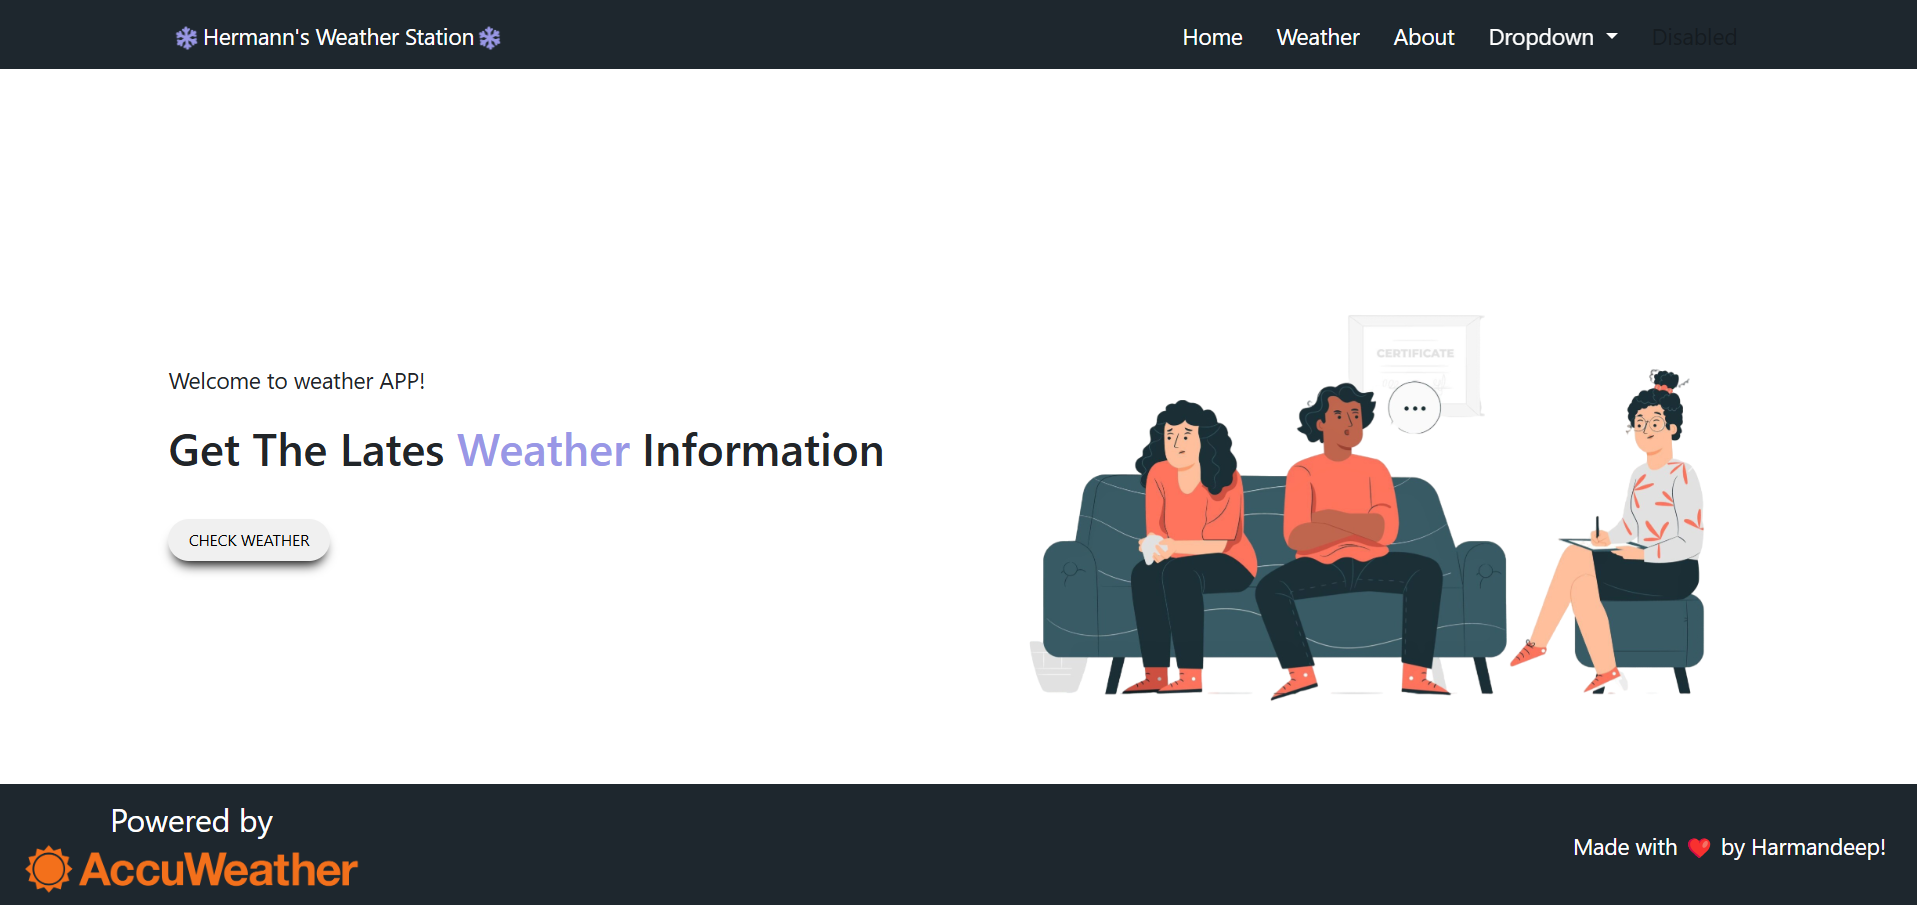 ❄Hermann's Weather Station❄
Home Weather About Dropdown Disabled
Welcome to weather APP!
Get The Lates Weather Information
CHECK WEATHER
CERTIFICATE
Powered by
AccuWeather
Made with ❤ by Harmandeep!